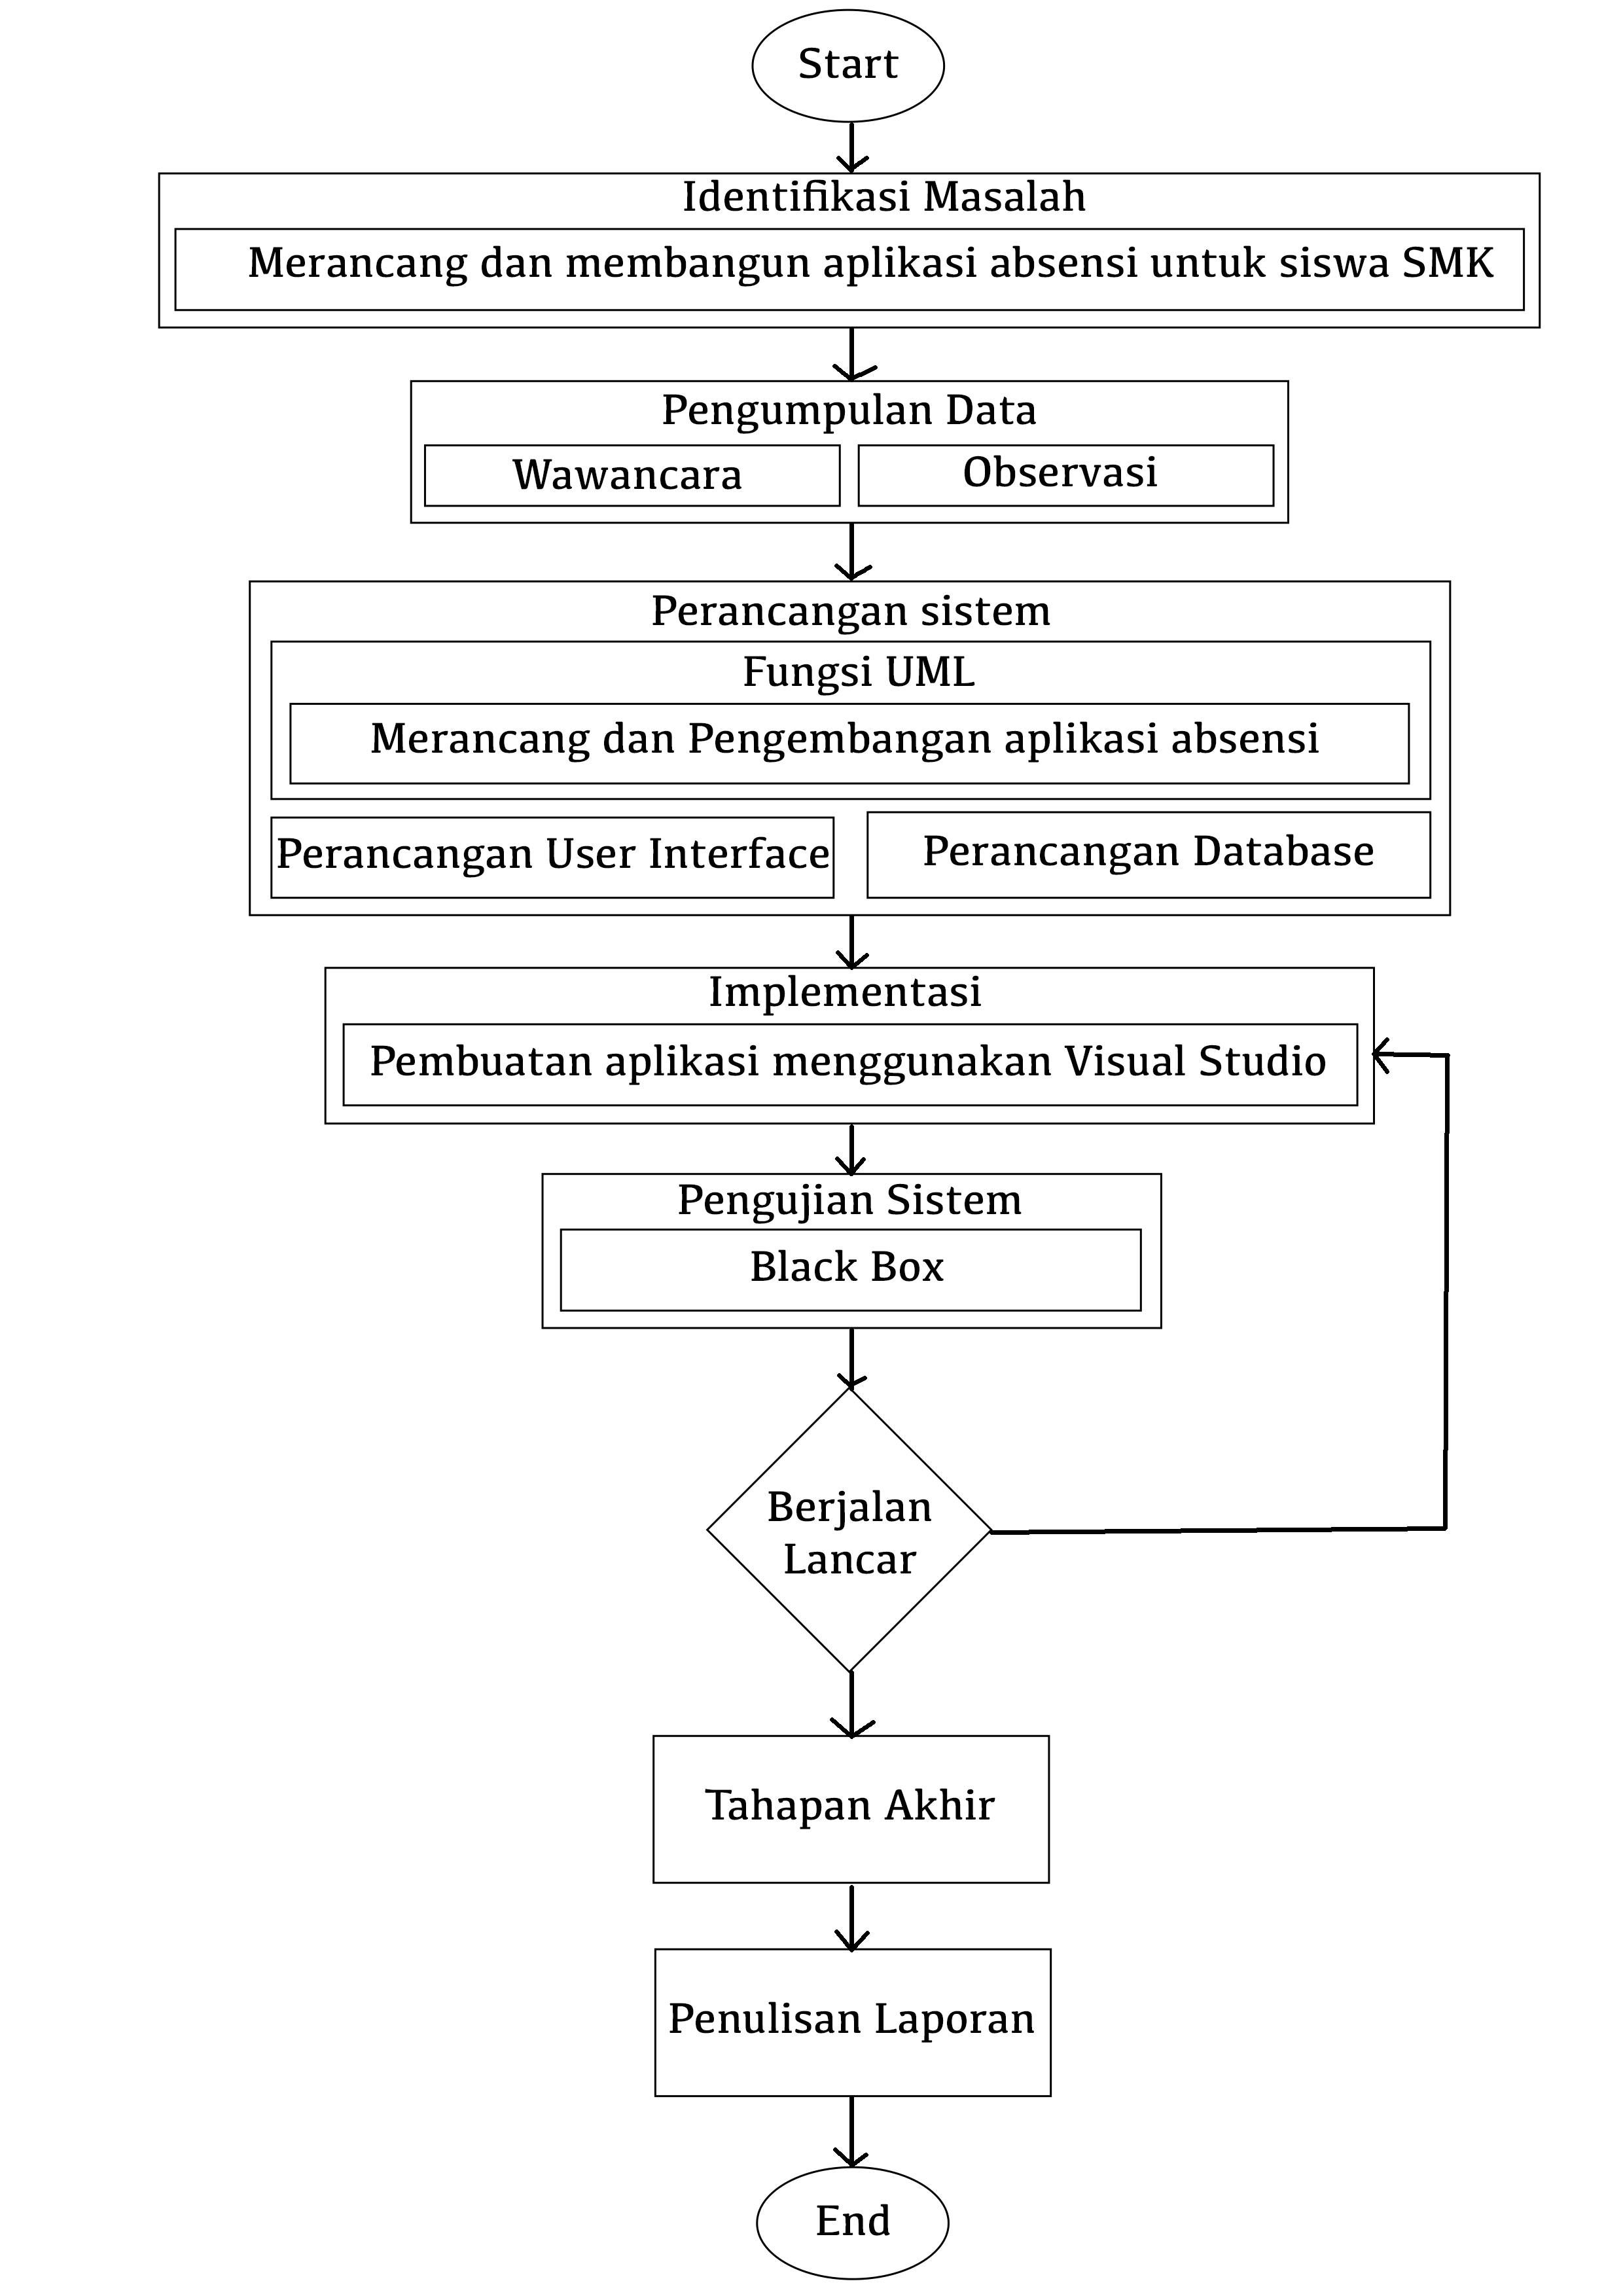 Start
Identifikasi Masalah
Merancang dan membangun aplikasi absensi untuk siswa SMK
Pengumpulan Data
Wawancara
Observasi
Perancangan sistem
Fungsi UML
Merancang dan Pengembangan aplikasi absensi
Perancangan User Interface
Perancangan Database
Implementasi
Pembuatan aplikasi menggunakan Visual Studio
Pengujian Sistem
Black Box
Berjalan
Lancar
Tahapan Akhir
Penulisan Laporan
End